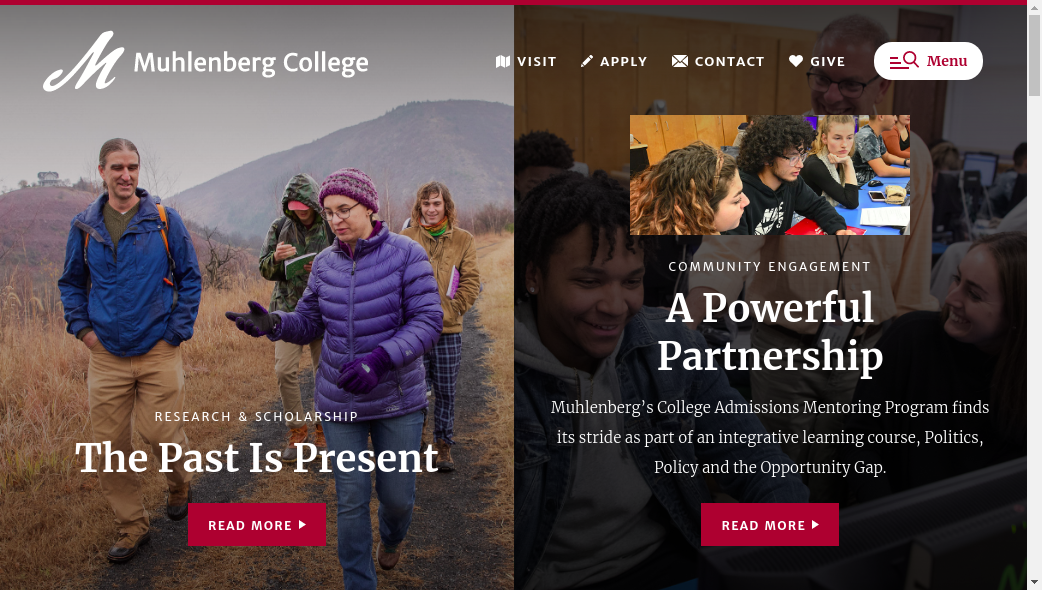 Muhlenberg College
VISIT
APPLY
CONTACT
GIVE
Menu
RESEARCH & SCHOLARSHIP
The Past Is Present
READ MORE
COMMUNITY ENGAGEMENT
A Powerful
Partnership
Muhlenberg’s College Admissions Mentoring Program finds
its stride as part of an integrative learning course, Politics,
Policy and the Opportunity Gap.
READ MORE